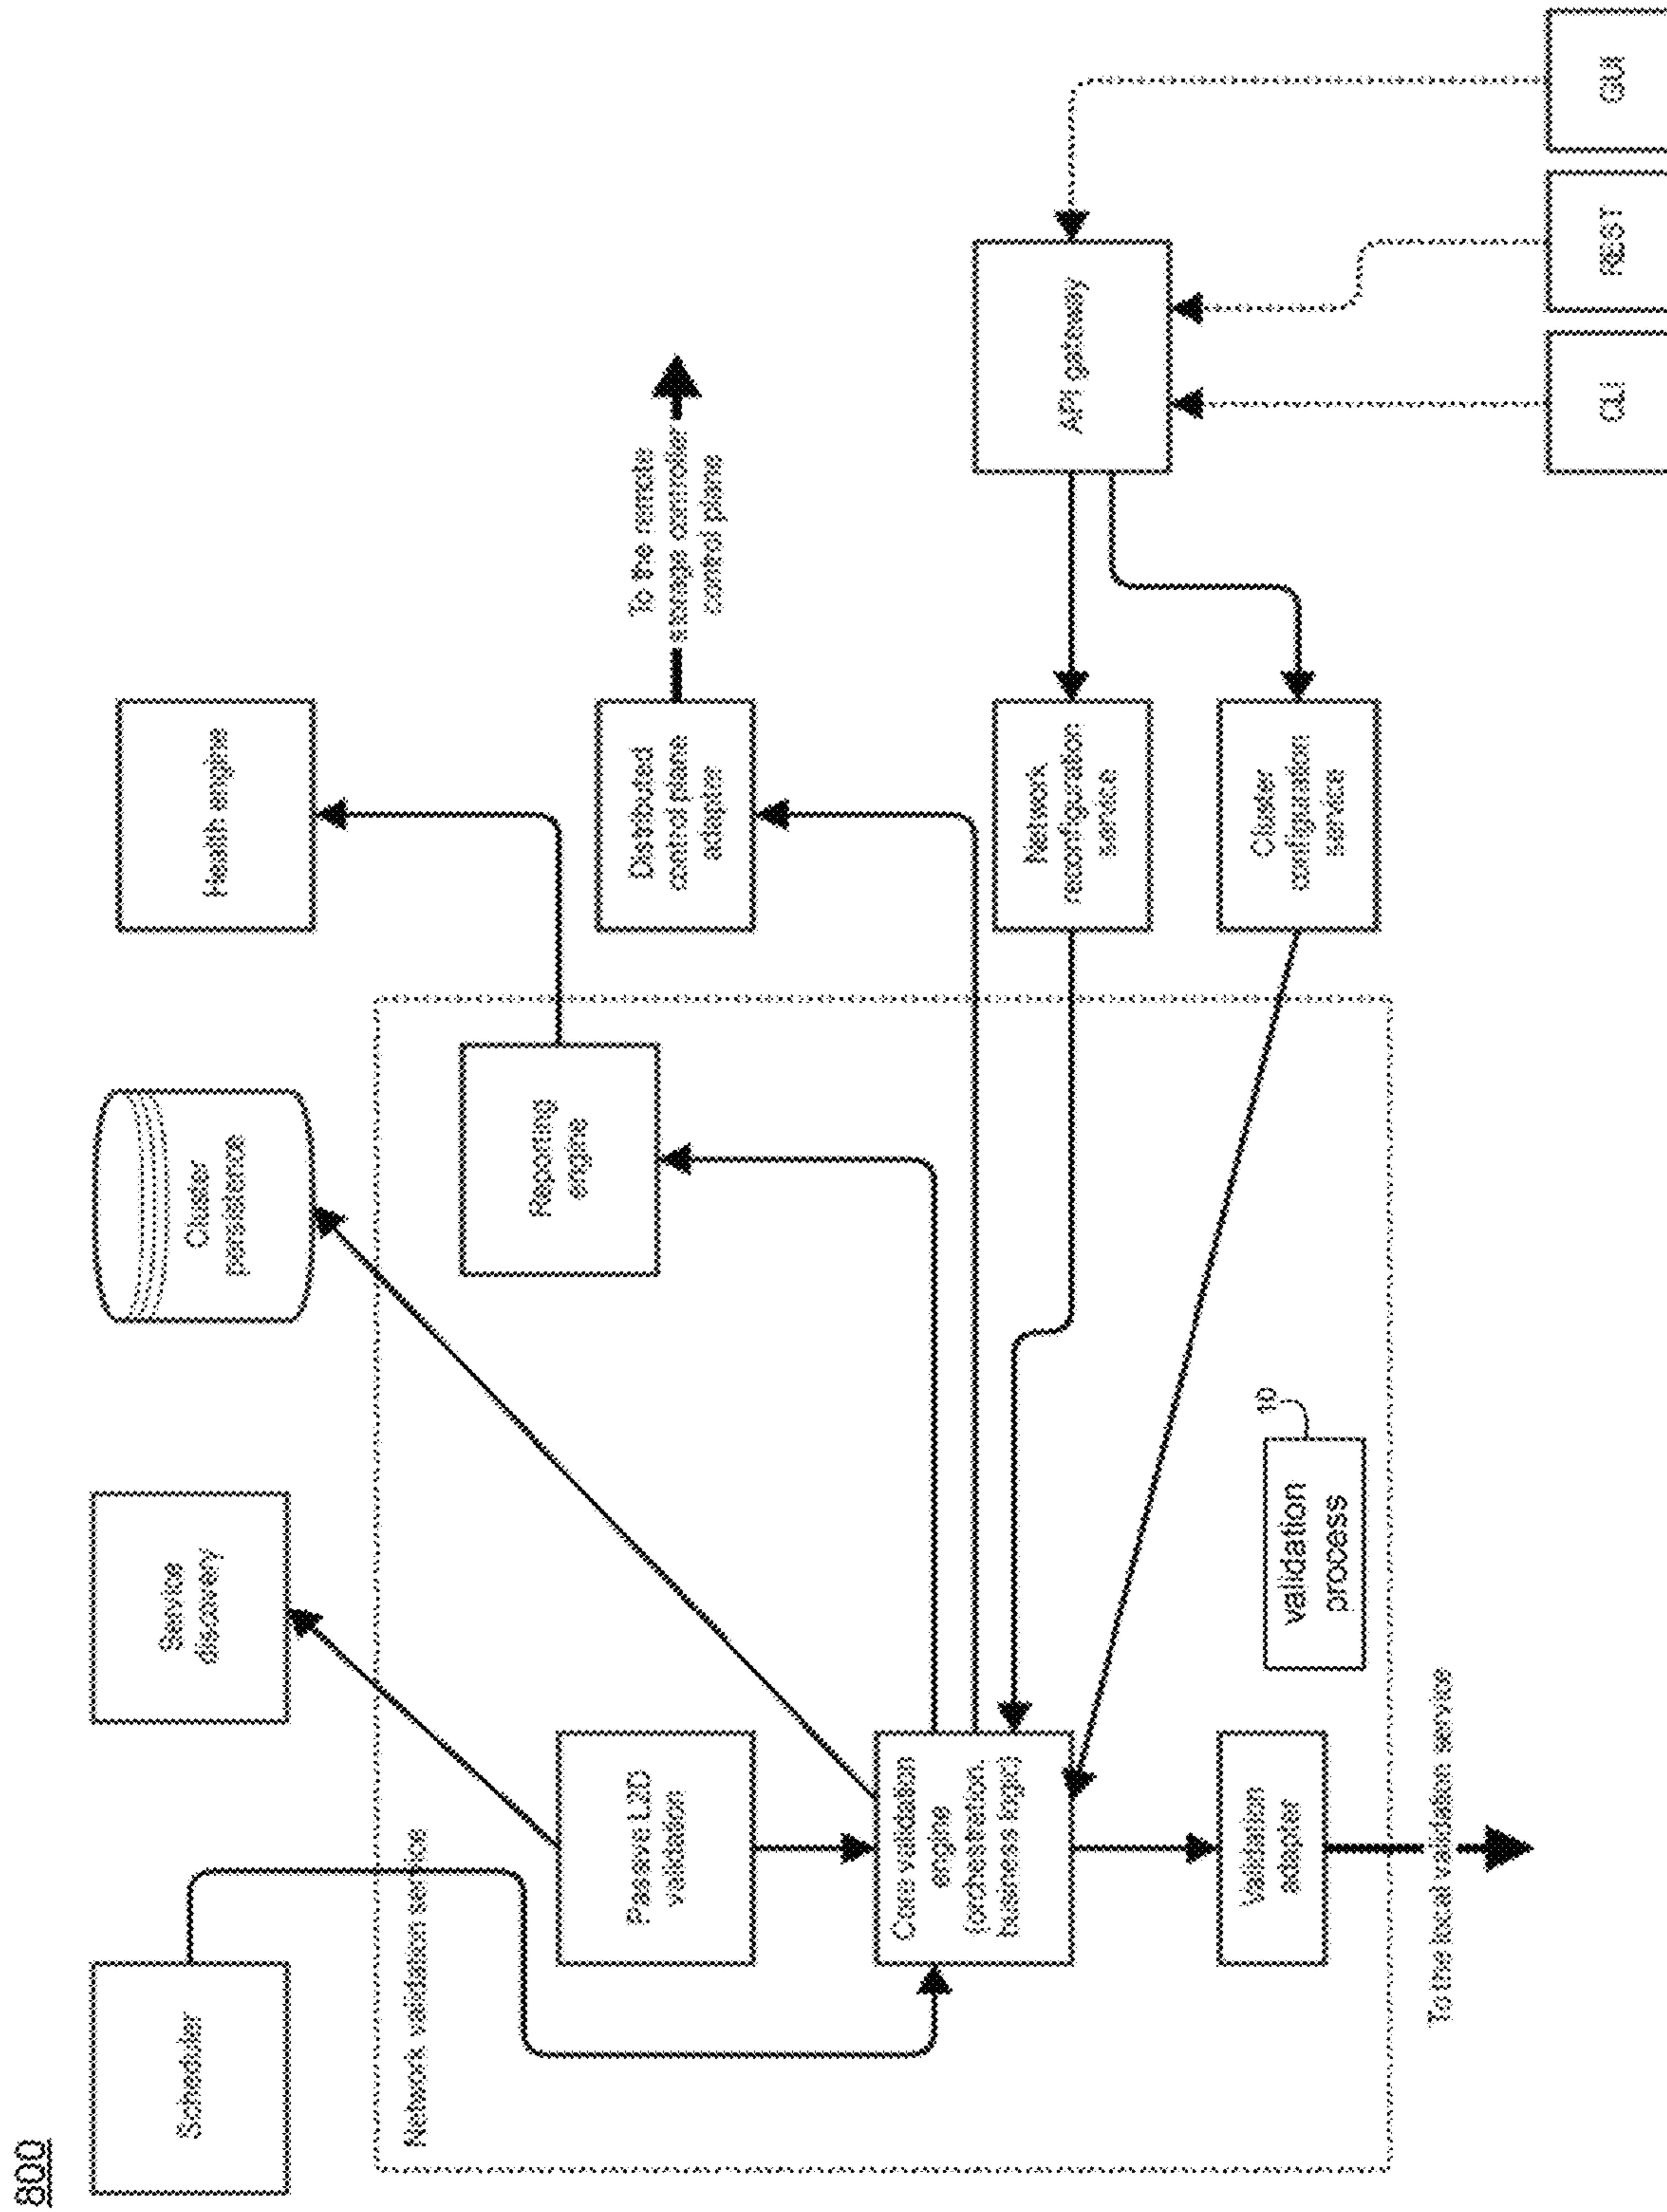 800
Scheduler
Service
discovery
Cluster
persistence
Health engine
Network validation service
Passive L2D
validation
Reporting
engine
Distributed
control plane
adapter
To the remote
storage controller
control plane
Core validation
engine
(orchestration,
business logic)
Network
reconfiguration
service
API gateway
Validation
adapter
validation
process
10
Cluster
configuration
service
To the local validation service
CLI
REST
GUI